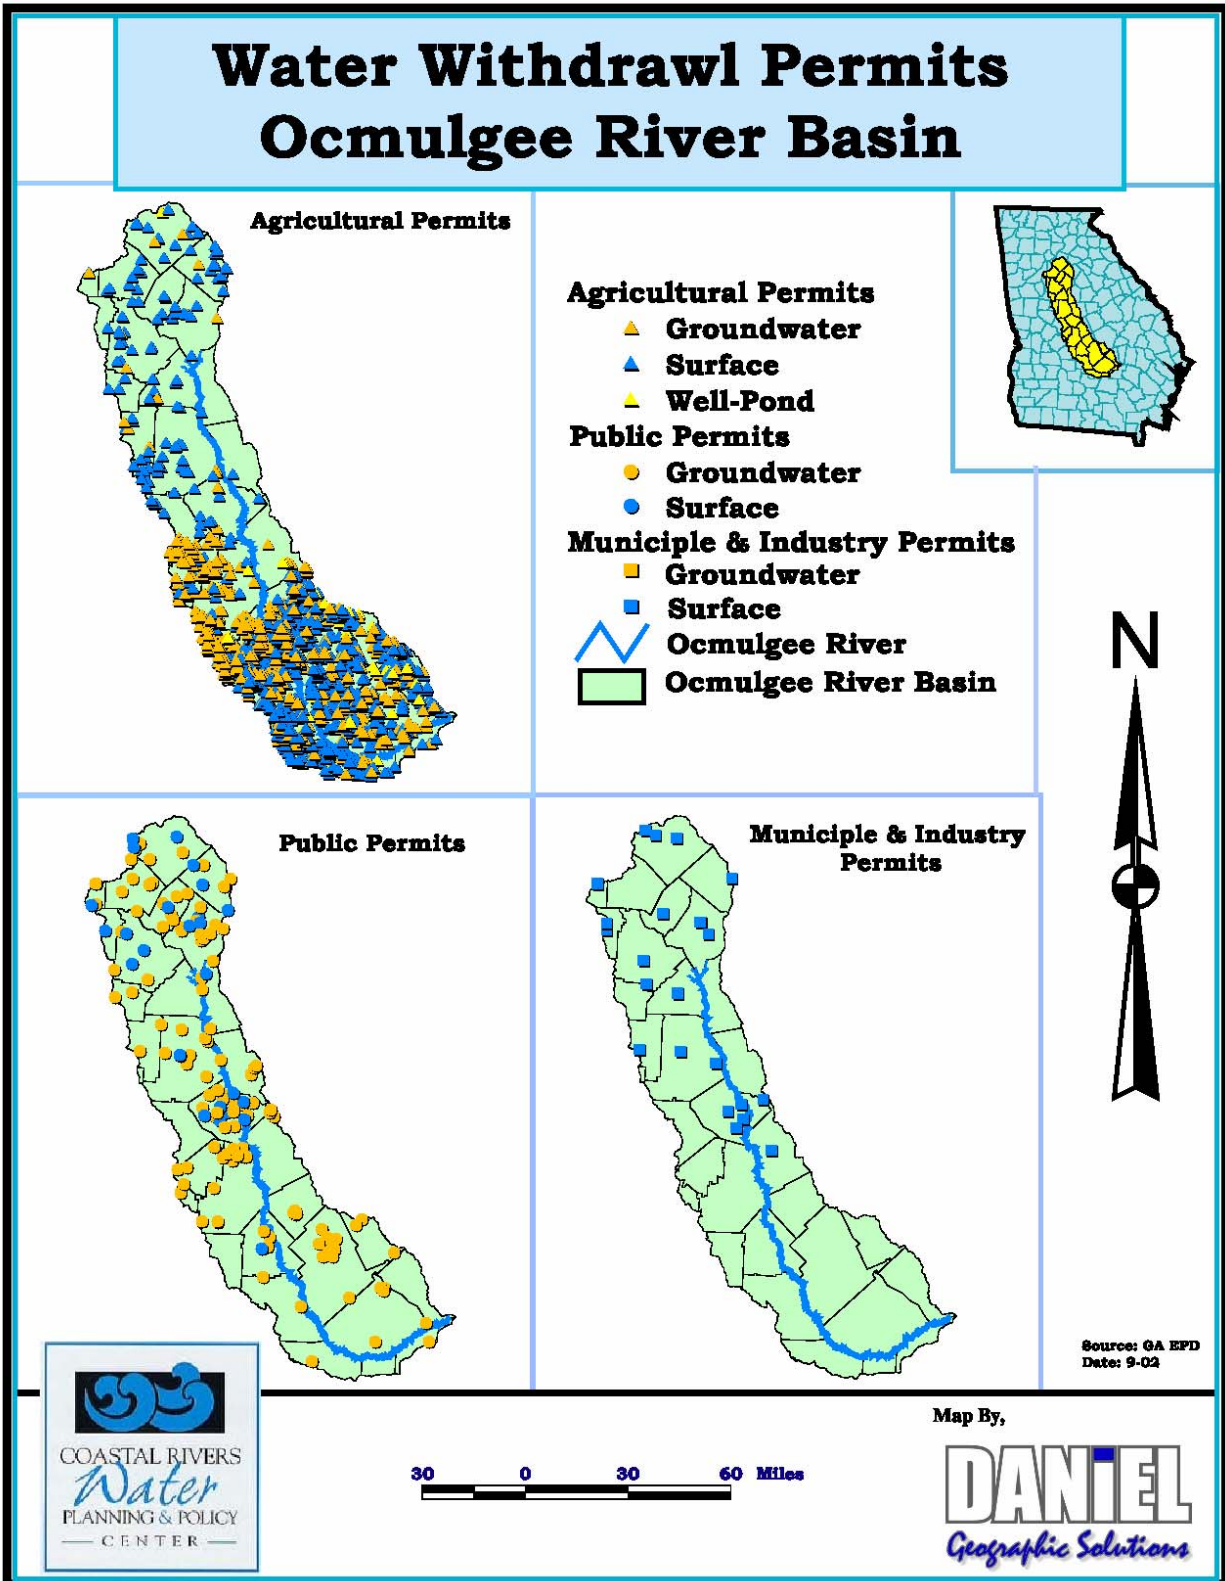 Water Withdrawl Permits
Ocmulgee River Basin
Agricultural Permits
Agricultural Permits
Groundwater
Surface
Well-Pond
Public Permits
Groundwater
Surface
Municiple & Industry Permits
Groundwater
Surface
Ocmulgee River
Ocmulgee River Basin
N
Public Permits
Municiple & Industry
Permits
Source: GA EPD
Date: 9-02
COASTAL RIVERS
Water
PLANNING & POLICY
CENTER
30 0 30 60 Miles
Map By,
DANiEL
Geographic Solutions